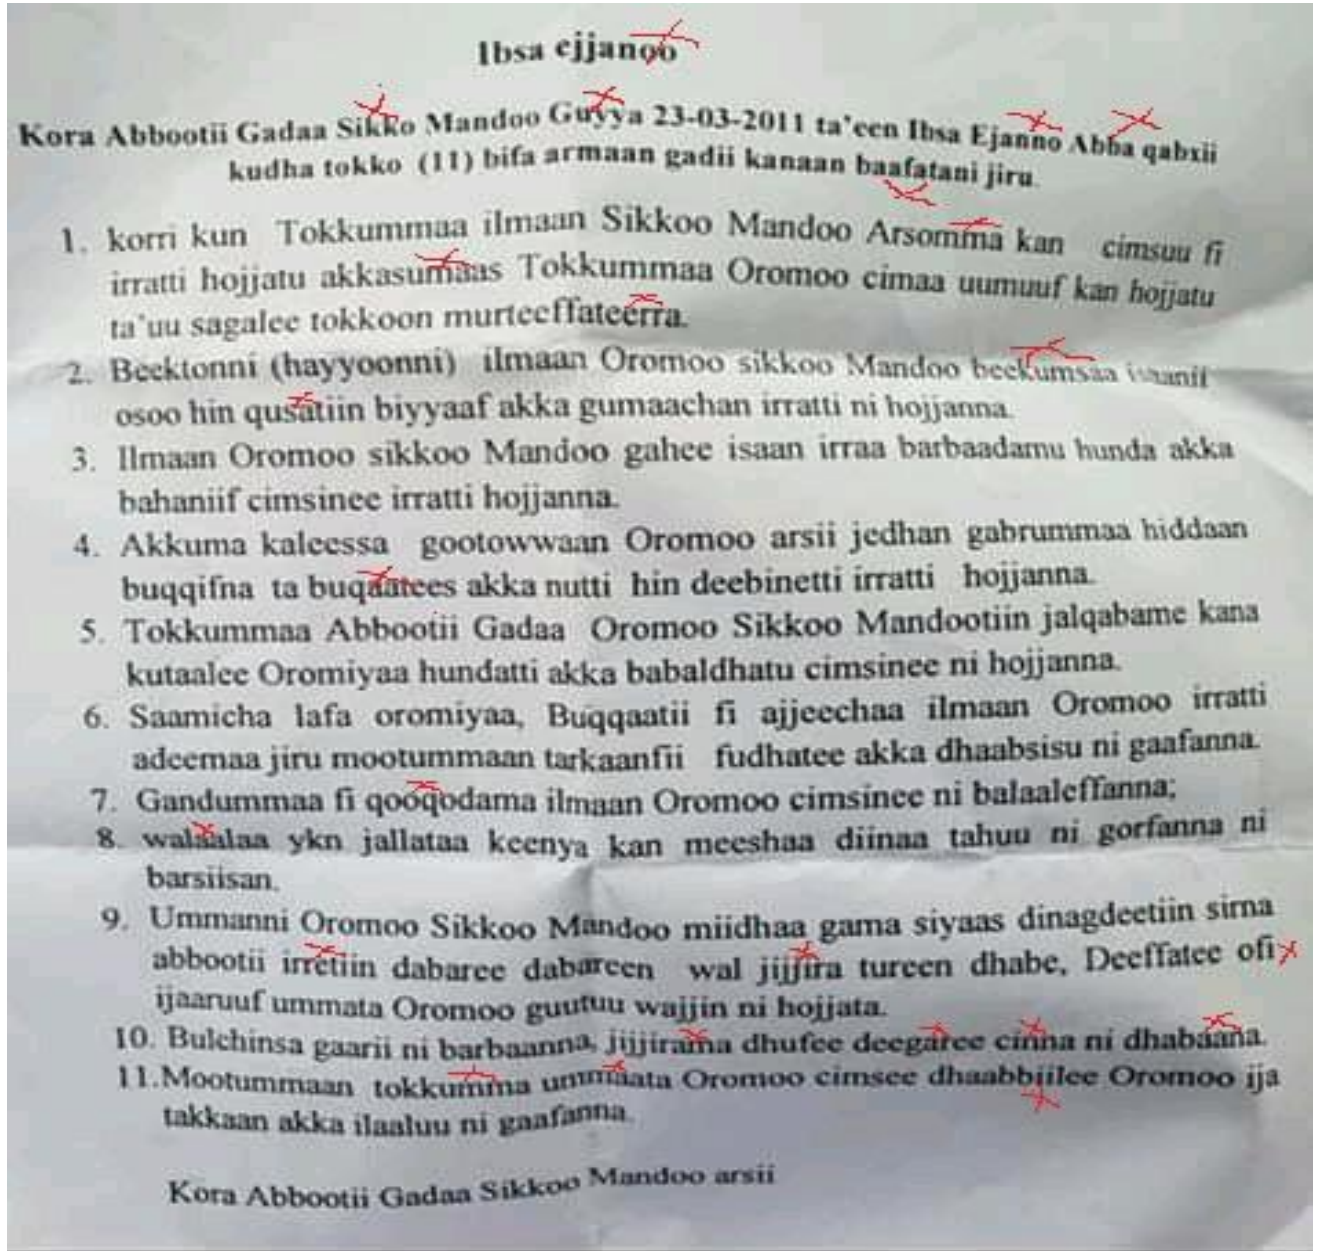 Ibsa ejjanoo
Kora Abbootii Gadaa Sikko Mandoo Guyya 23-03-2011 ta'een Ibsa Ejanno Abba qabxii
kudha tokko (11) bifa armaan gadii kanaan baafatani jiru.
1. korri kun Tokkummaa ilmaan Sikkoo Mandoo Arsomma kan cimsuu fi
irratti hojjatu akkasumaas Tokkummaa Oromoo cimaa uumuuf kan hojjatu
ta'uu sagalee tokkoon murteeffateerra.
2. Beektonni (hayyoonni) ilmaan Oromoo sikkoo Mandoo beekumsaa isaanif
osoo hin qusatiin biyyaaf akka gumaachan irratti ni hojjanna.
3. Ilmaan Oromoo sikkoo Mandoo gahee isaan irraa barbaadamu hunda akka
bahaniif cimsinee irratti hojjanna.
4. Akkuma kaleessa gootowwaan Oromoo arsii jedhan gabrummaa hiddaan
buqqifna ta buqaatees akka nutti hin deebinetti irratti hojjanna.
5. Tokkummaa Abbootii Gadaa Oromoo Sikkoo Mandootiin jalqabame kana
kutaalee Oromiyaa hundatti akka babaldhatu cimsinee ni hojjanna.
6. Saamicha lafa oromiyaa, Buqqaatii fi ajjeechaa ilmaan Oromoo irratti
adeemaa jiru mootummaan tarkaanfii fudhatee akka dhaabsisu ni gaafanna.
7. Gandummaa fi qooqodama ilmaan Oromoo cimsinee ni balaaleffanna;
8. walaalaa ykn jallataa keenya kan meeshaa diinaa tahuu ni gorfanna ni
barsiisan.
9. Ummanni Oromoo Sikkoo Mandoo miidhaa gama siyaas dinagdeetiin sirna
abbootii irretiin dabaree dabareen wal jijjira tureen dhabe, Deeffatee ofi
ijaaruuf ummata Oromoo guutuu wajjin ni hojjata.
10. Bulchinsa gaarii ni barbaanna, jijjirama dhufee deegaree cinna ni dhabaana.
11.Mootummaan tokkumma ummaata Oromoo cimsee dhaabbiilee Oromoo ija
takkaan akka ilaaluu ni gaafanna.
Kora Abbootii Gadaa Sikkoo Mandoo arsii